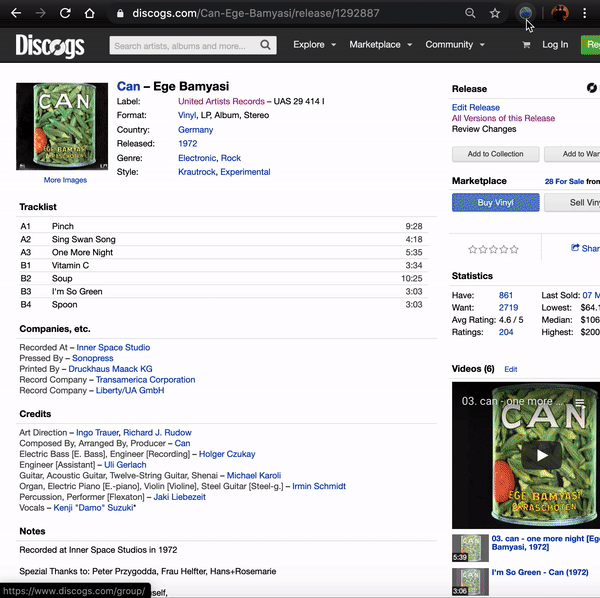 discogs.com/Can-Ege-Bamyasi/release/1292887
Discogs
Search artists, albums and more...
Explore
Marketplace
Community
Log In
Re
CAN
EGE BAMYASI
More Images
Can – Ege Bamyasi
Label: United Artists Records – UAS 29 414 I
Format: Vinyl, LP, Album, Stereo
Country: Germany
Released: 1972
Genre: Electronic, Rock
Style: Krautrock, Experimental
Tracklist
A1 Pinch 9:28
A2 Sing Swan Song 4:18
A3 One More Night 5:35
B1 Vitamin C 3:34
B2 Soup 10:25
B3 I'm So Green 3:03
B4 Spoon 3:03
Companies, etc.
Recorded At – Inner Space Studio
Pressed By – Sonopress
Printed By – Druckhaus Maack KG
Record Company – Transamerica Corporation
Record Company – Liberty/UA GmbH
Credits
Art Direction – Ingo Trauer, Richard J. Rudow
Composed By, Arranged By, Producer – Can
Electric Bass [E. Bass], Engineer [Recording] – Holger Czukay
Engineer [Assistant] – Uli Gerlach
Guitar, Acoustic Guitar, Twelve-String Guitar, Shenai – Michael Karoli
Organ, Electric Piano [E.-piano], Violin [Violine], Steel Guitar [Steel-g.] – Irmin Schmidt
Percussion, Performer [Flexaton] – Jaki Liebezeit
Vocals – Kenji "Damo" Suzuki*
Notes
Recorded at Inner Space Studios in 1972
Spezial Thanks to: Peter Przygodda, Frau Helfter, Hans+Rosemarie
https://www.discogs.com/group/
self,
Release
Edit Release
All Versions of this Release
Review Changes
Add to Collection
Add to Wan
Marketplace
28 For Sale from
Buy Vinyl
Sell Viny
Shar
Statistics
Have: 861
Want: 2719
Avg Rating: 4.6 / 5
Ratings: 204
Last Sold: 07 M
Lowest: $64.1
Median: $106
Highest: $200
Videos (6) Edit
03. can - one more ...
CAN
EGE BAMYASI
OKRASCHOTEN
5:39
03. can - one more night [Ege
Bamyasi, 1972]
3:06
I'm So Green - Can (1972)